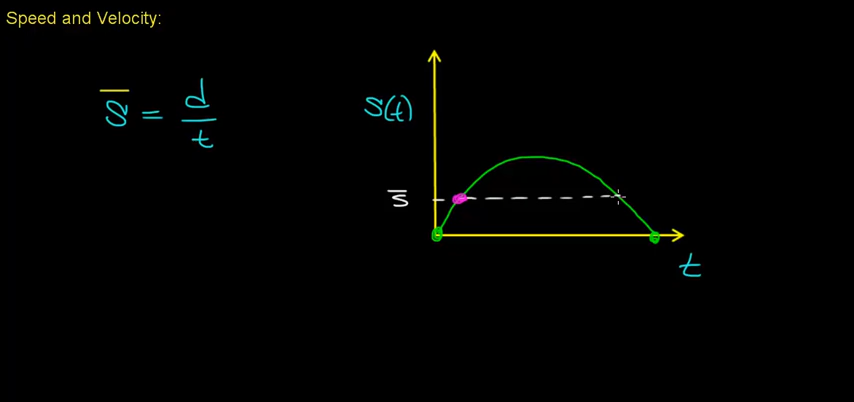 Speed and Velocity:
S̅ = d/t
S(t)
s̅
t